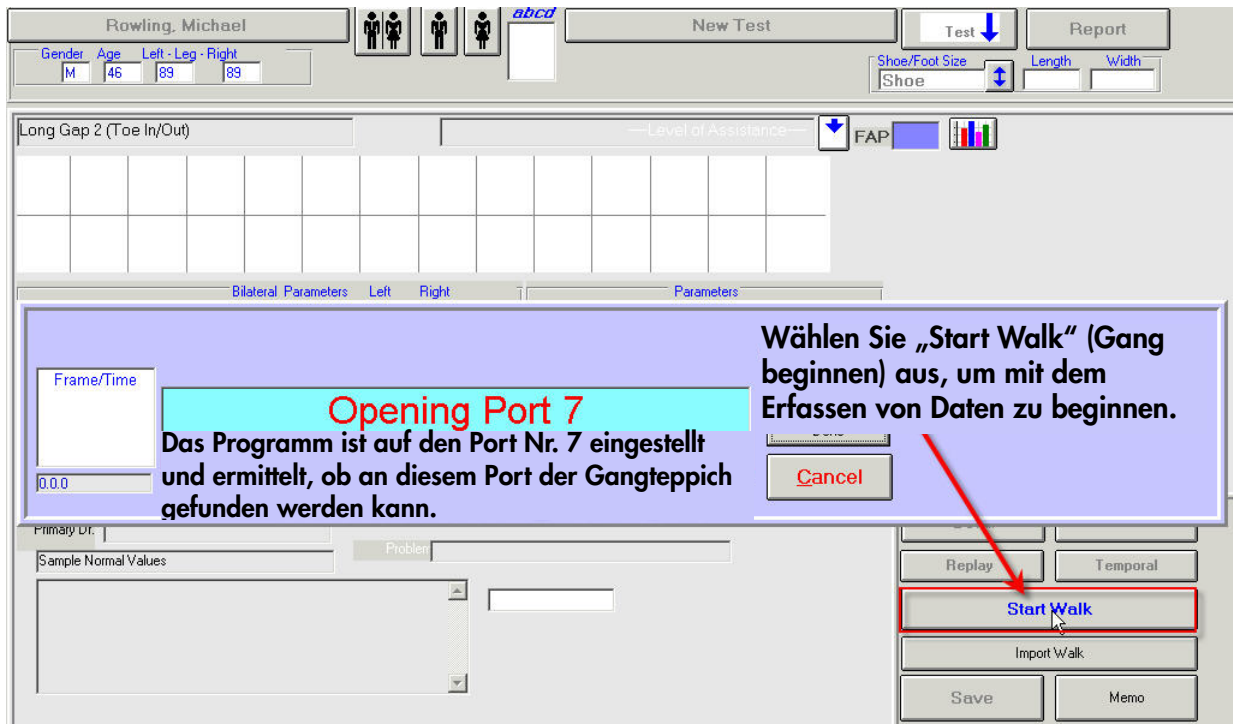 Rowling, Michael
abcd
New Test
Test
Report
Gender Age Left - Leg - Right
M 46 89 89
Shoe/Foot Size Length Width
Shoe
Long Gap 2 (Toe In/Out)
—Level of Assistance—
FAP
Bilateral Parameters Left Right
Parameters
Wählen Sie „Start Walk“ (Gang
beginnen) aus, um mit dem
Erfassen von Daten zu beginnen.
Frame/Time
Opening Port 7
Das Programm ist auf den Port Nr. 7 eingestellt
und ermittelt, ob an diesem Port der Gangteppich
gefunden werden kann.
0.0.0
Cancel
Primary Dr.
Problem
Sample Normal Values
Replay
Temporal
Start Walk
Import Walk
Save
Memo